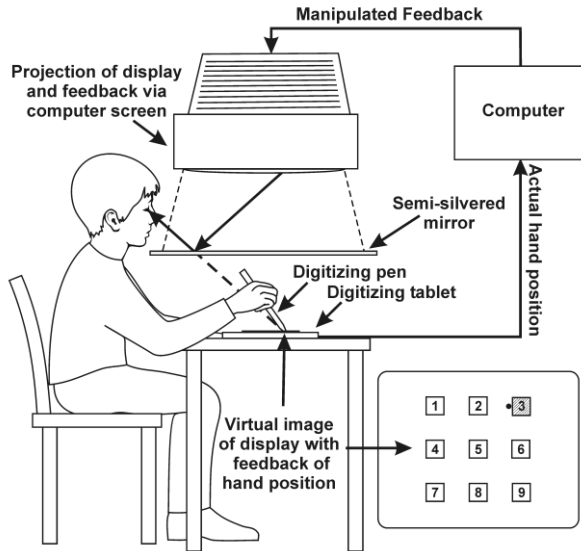 Manipulated Feedback
Projection of display
and feedback via
computer screen
Computer
Actual hand position
Semi-silvered
mirror
Digitizing pen
Digitizing tablet
Virtual image
of display with
feedback of
hand position
1 2 3
4 5 6
7 8 9